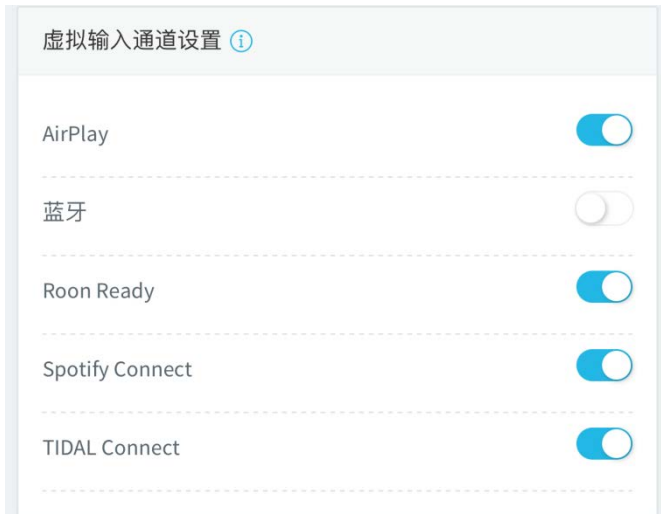 虚拟输入通道设置
AirPlay
蓝牙
Roon Ready
Spotify Connect
TIDAL Connect